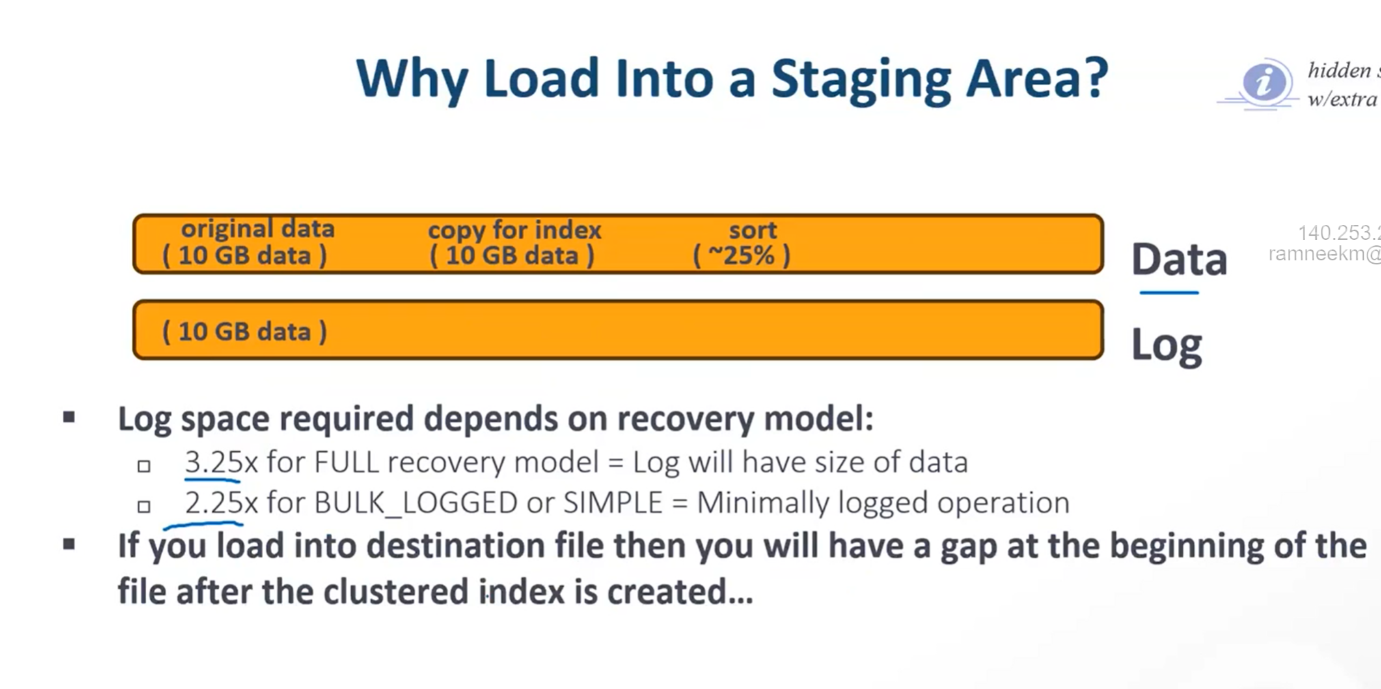 Why Load Into a Staging Area?
hidden
w/extra
original data
( 10 GB data )
copy for index
( 10 GB data )
sort
( ~25% )
Data
140.253.2
ramneekm@
( 10 GB data )
Log
▪ Log space required depends on recovery model:
▫ 3.25x for FULL recovery model = Log will have size of data
▫ 2.25x for BULK_LOGGED or SIMPLE = Minimally logged operation
▪ If you load into destination file then you will have a gap at the beginning of the
file after the clustered index is created...